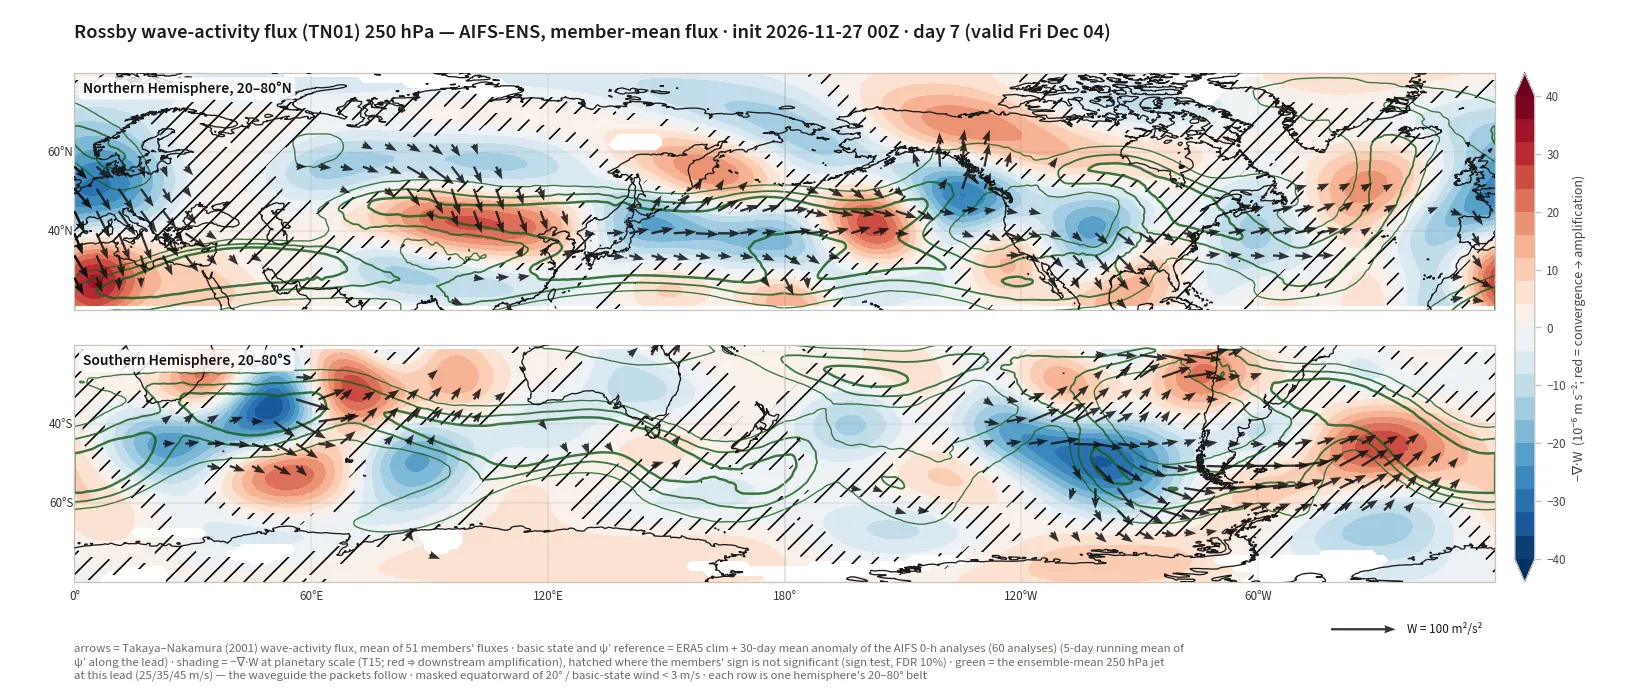 Rossby wave-activity flux (TN01) 250 hPa — AIFS-ENS, member-mean flux · init 2026-11-27 00Z · day 7 (valid Fri Dec 04)
Northern Hemisphere, 20–80°N
60°N
40°N
Southern Hemisphere, 20–80°S
40°S
60°S
0°
60°E
120°E
180°
120°W
60°W
40
30
20
10
0
−10
−20
−30
−40
−∇·W (10⁻⁶ m s⁻²; red = convergence → amplification)
W = 100 m²/s²
arrows = Takaya–Nakamura (2001) wave-activity flux, mean of 51 members' fluxes · basic state and ψ' reference = ERA5 clim + 30-day mean anomaly of the AIFS 0-h analyses (60 analyses) (5-day running mean of
ψ' along the lead) · shading = −∇·W at planetary scale (T15; red ⇒ downstream amplification), hatched where the members' sign is not significant (sign test, FDR 10%) · green = the ensemble-mean 250 hPa jet
at this lead (25/35/45 m/s) — the waveguide the packets follow · masked equatorward of 20° / basic-state wind < 3 m/s · each row is one hemisphere's 20–80° belt